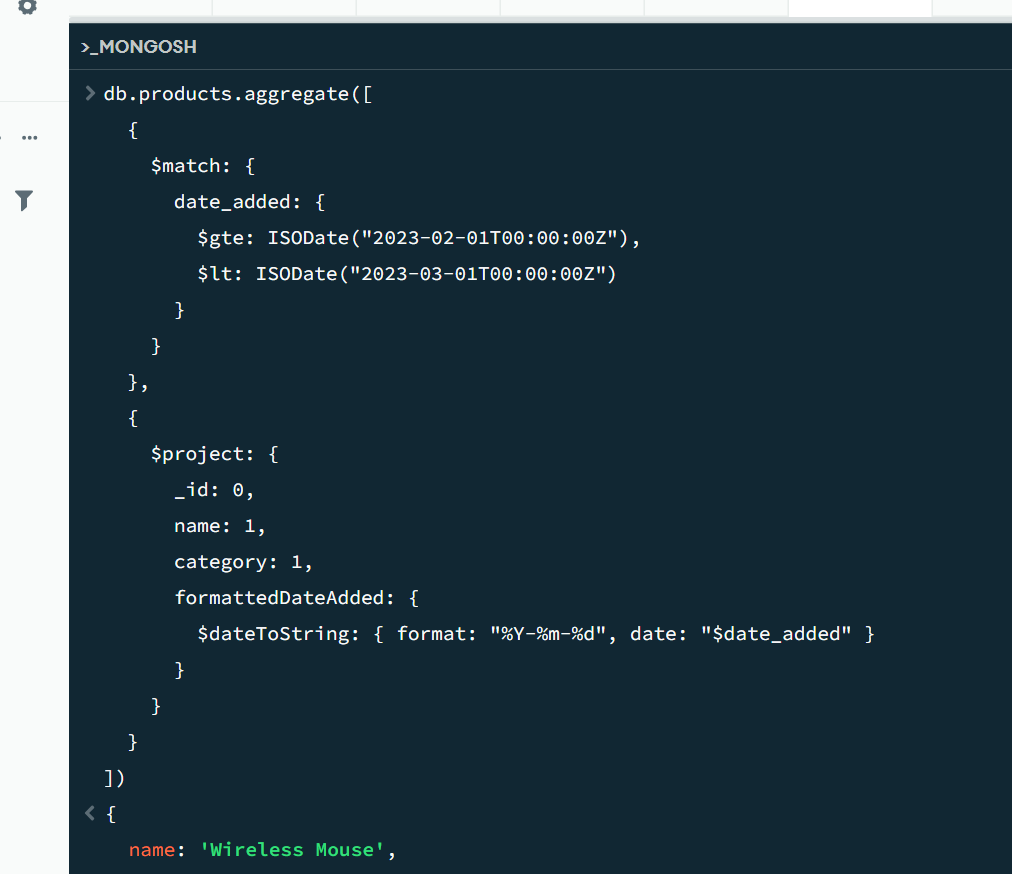 >_MONGOSH
> db.products.aggregate([
{
$match: {
date_added: {
$gte: ISODate("2023-02-01T00:00:00Z"),
$lt: ISODate("2023-03-01T00:00:00Z")
}
}
},
{
$project: {
_id: 0,
name: 1,
category: 1,
formattedDateAdded: {
$dateToString: { format: "%Y-%m-%d", date: "$date_added" }
}
}
}
])
< {
name: 'Wireless Mouse',